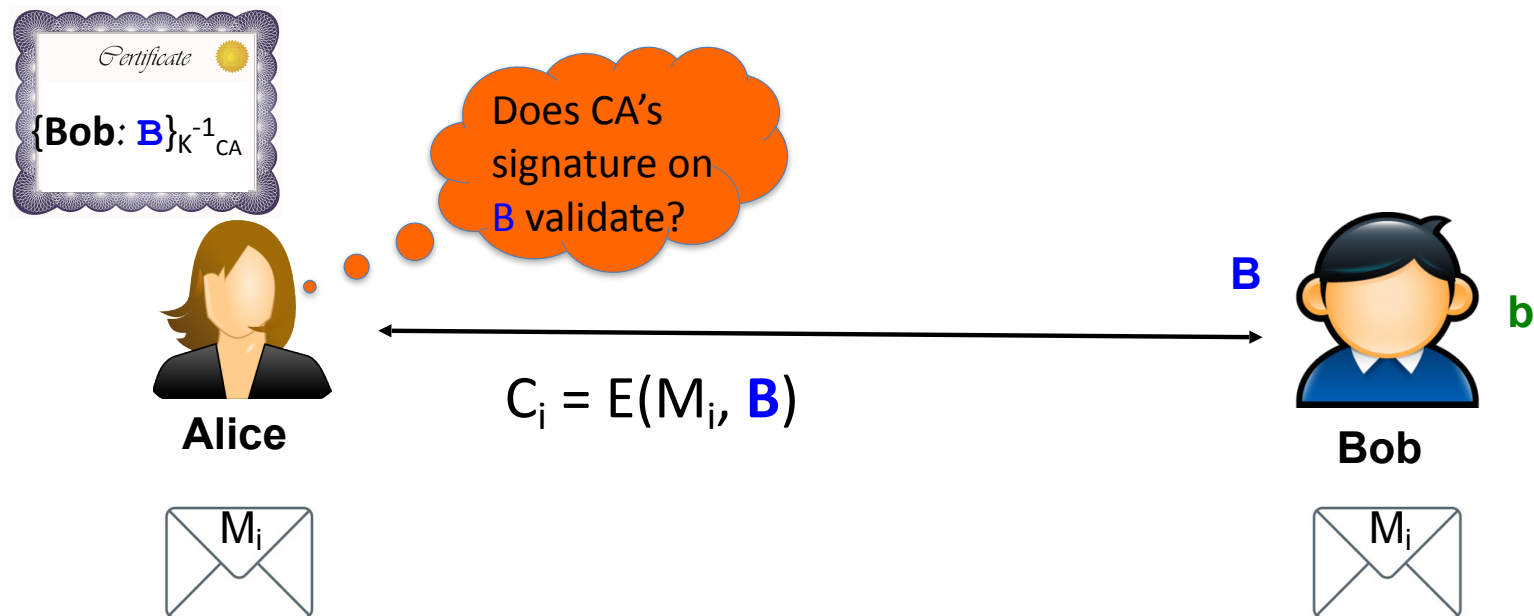 Certificate
{Bob: B}K⁻¹CA
Does CA’s
signature on
B validate?
B
b
Cᵢ = E(Mᵢ, B)
Alice
Bob
Mᵢ
Mᵢ